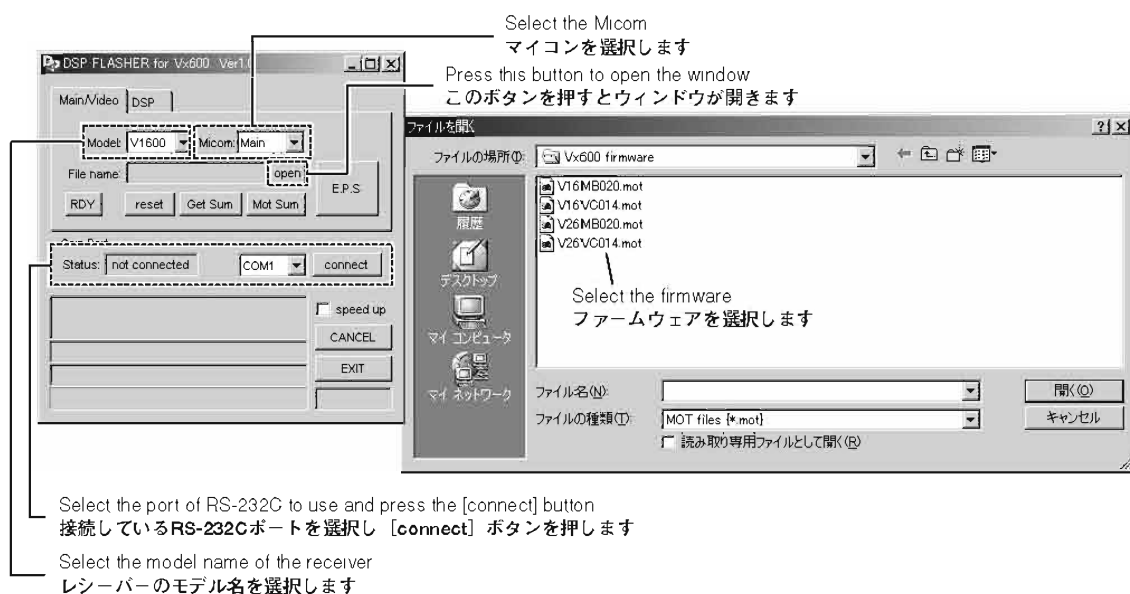 Select the Micom
マイコンを選択します
DSP FLASHER for Vx600 Ver1.0
Press this button to open the window
このボタンを押すとウィンドウが開きます
Main/Video DSP
ファイルを開く
Model: V1600 Micom: Main
ファイルの場所(I): Vx600 firmware
File name: open
E.P.S
RDY reset Get Sum Mot Sum
V16MB020.mot
V16VC014.mot
V26MB020.mot
V26VC014.mot
履歴
デスクトップ
マイ コンピュータ
マイ ネットワーク
Com Port
Status: not connected COM1 connect
Select the firmware
ファームウェアを選択します
speed up
CANCEL
EXIT
ファイル名(N): 開く(O)
ファイルの種類(T): MOT files {*.mot} キャンセル
読み取り専用ファイルとして開く(R)
Select the port of RS-232C to use and press the [connect] button
接続しているRS-232Cポートを選択し [connect] ボタンを押します
Select the model name of the receiver
レシーバーのモデル名を選択します